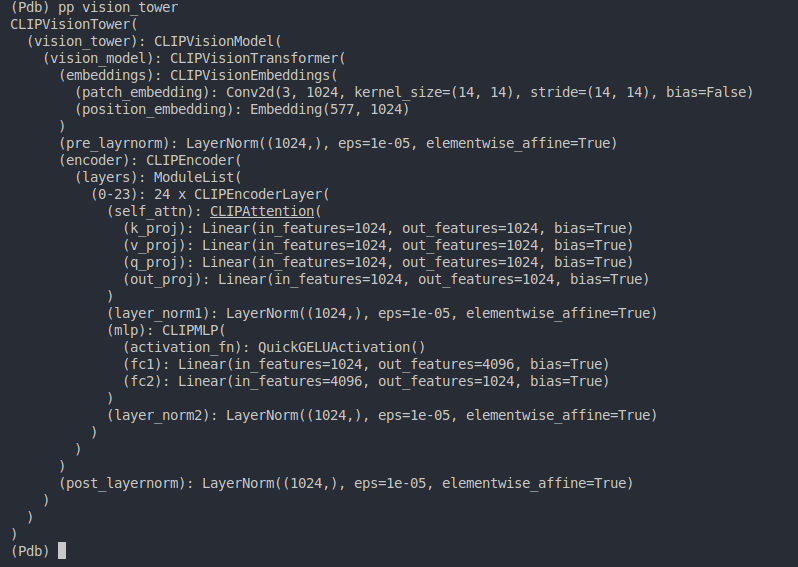 (Pdb) pp vision_tower
CLIPVisionTower(
  (vision_tower): CLIPVisionModel(
    (vision_model): CLIPVisionTransformer(
      (embeddings): CLIPVisionEmbeddings(
        (patch_embedding): Conv2d(3, 1024, kernel_size=(14, 14), stride=(14, 14), bias=False)
        (position_embedding): Embedding(577, 1024)
      )
      (pre_layrnorm): LayerNorm((1024,), eps=1e-05, elementwise_affine=True)
      (encoder): CLIPEncoder(
        (layers): ModuleList(
          (0-23): 24 x CLIPEncoderLayer(
            (self_attn): CLIPAttention(
              (k_proj): Linear(in_features=1024, out_features=1024, bias=True)
              (v_proj): Linear(in_features=1024, out_features=1024, bias=True)
              (q_proj): Linear(in_features=1024, out_features=1024, bias=True)
              (out_proj): Linear(in_features=1024, out_features=1024, bias=True)
            )
            (layer_norm1): LayerNorm((1024,), eps=1e-05, elementwise_affine=True)
            (mlp): CLIPMLP(
              (activation_fn): QuickGELUActivation()
              (fc1): Linear(in_features=1024, out_features=4096, bias=True)
              (fc2): Linear(in_features=4096, out_features=1024, bias=True)
            )
            (layer_norm2): LayerNorm((1024,), eps=1e-05, elementwise_affine=True)
          )
        )
      )
      (post_layernorm): LayerNorm((1024,), eps=1e-05, elementwise_affine=True)
    )
  )
)
(Pdb)